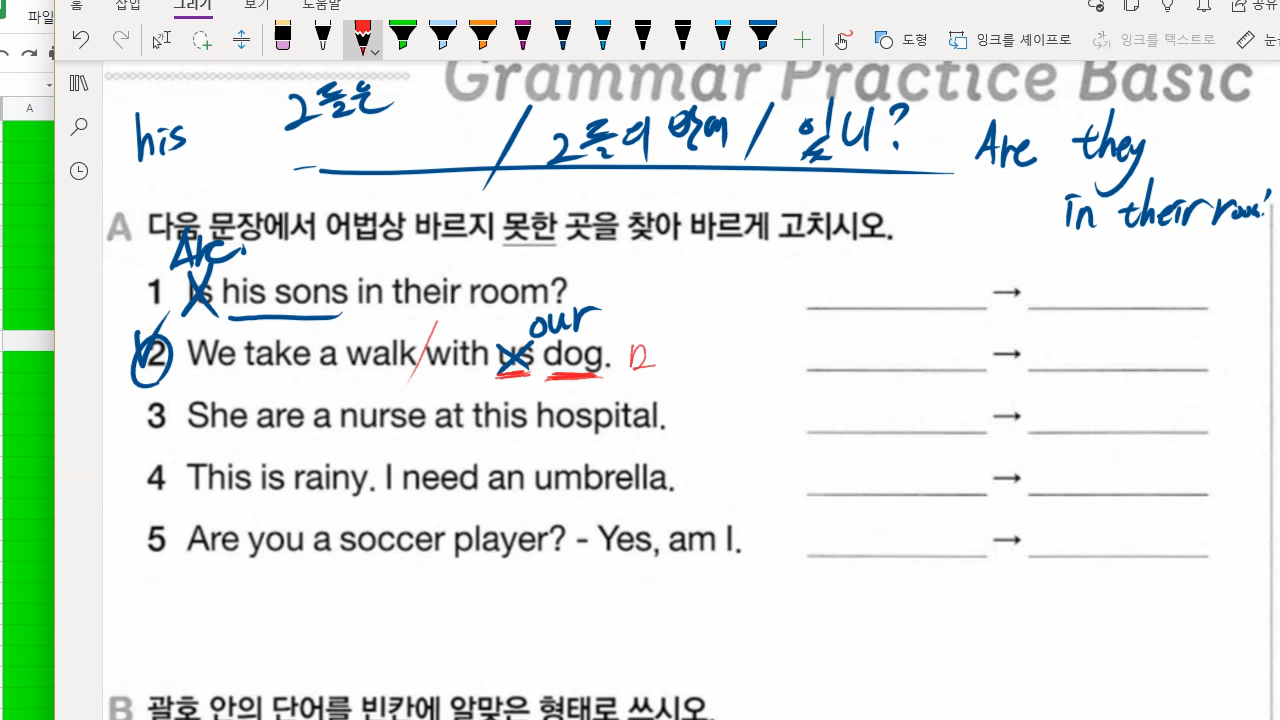 파일 홈 삽입 그리기 보기 도움말 공유
도형 잉크를 셰이프로 잉크를 텍스트로
A
Grammar Practice Basic
his 그들은 / 그들의 방에 / 있니? Are they
in their room?
A 다음 문장에서 어법상 바르지 못한 곳을 찾아 바르게 고치시오.
Are
1 Is his sons in their room? →
our
2 We take a walk/with us dog. →
3 She are a nurse at this hospital. →
4 This is rainy. I need an umbrella. →
5 Are you a soccer player? - Yes, am I. →
B 괄호 안의 단어를 빈칸에 알맞은 형태로 쓰시오.